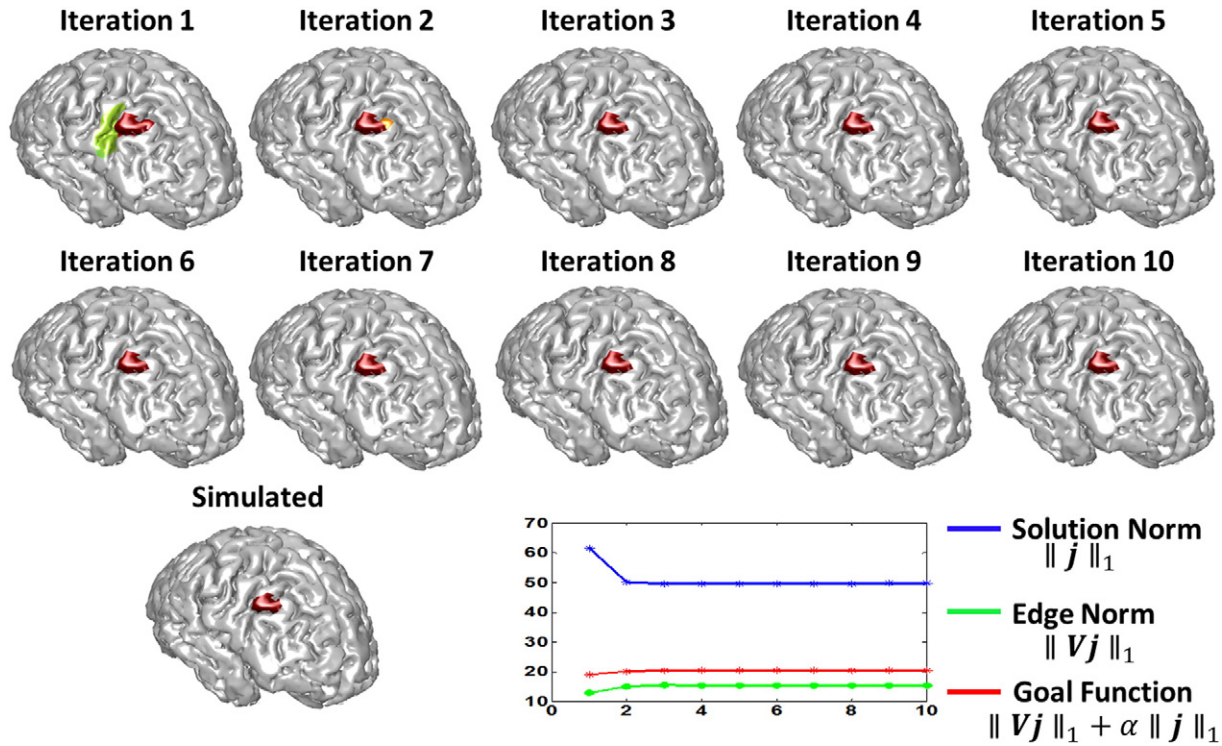 Iteration 1 Iteration 2 Iteration 3 Iteration 4 Iteration 5
Iteration 6 Iteration 7 Iteration 8 Iteration 9 Iteration 10
Simulated
70
60
50
40
30
20
10
0 2 4 6 8 10
Solution Norm
‖ j ‖₁
Edge Norm
‖ Vj ‖₁
Goal Function
‖ Vj ‖₁ + α ‖ j ‖₁